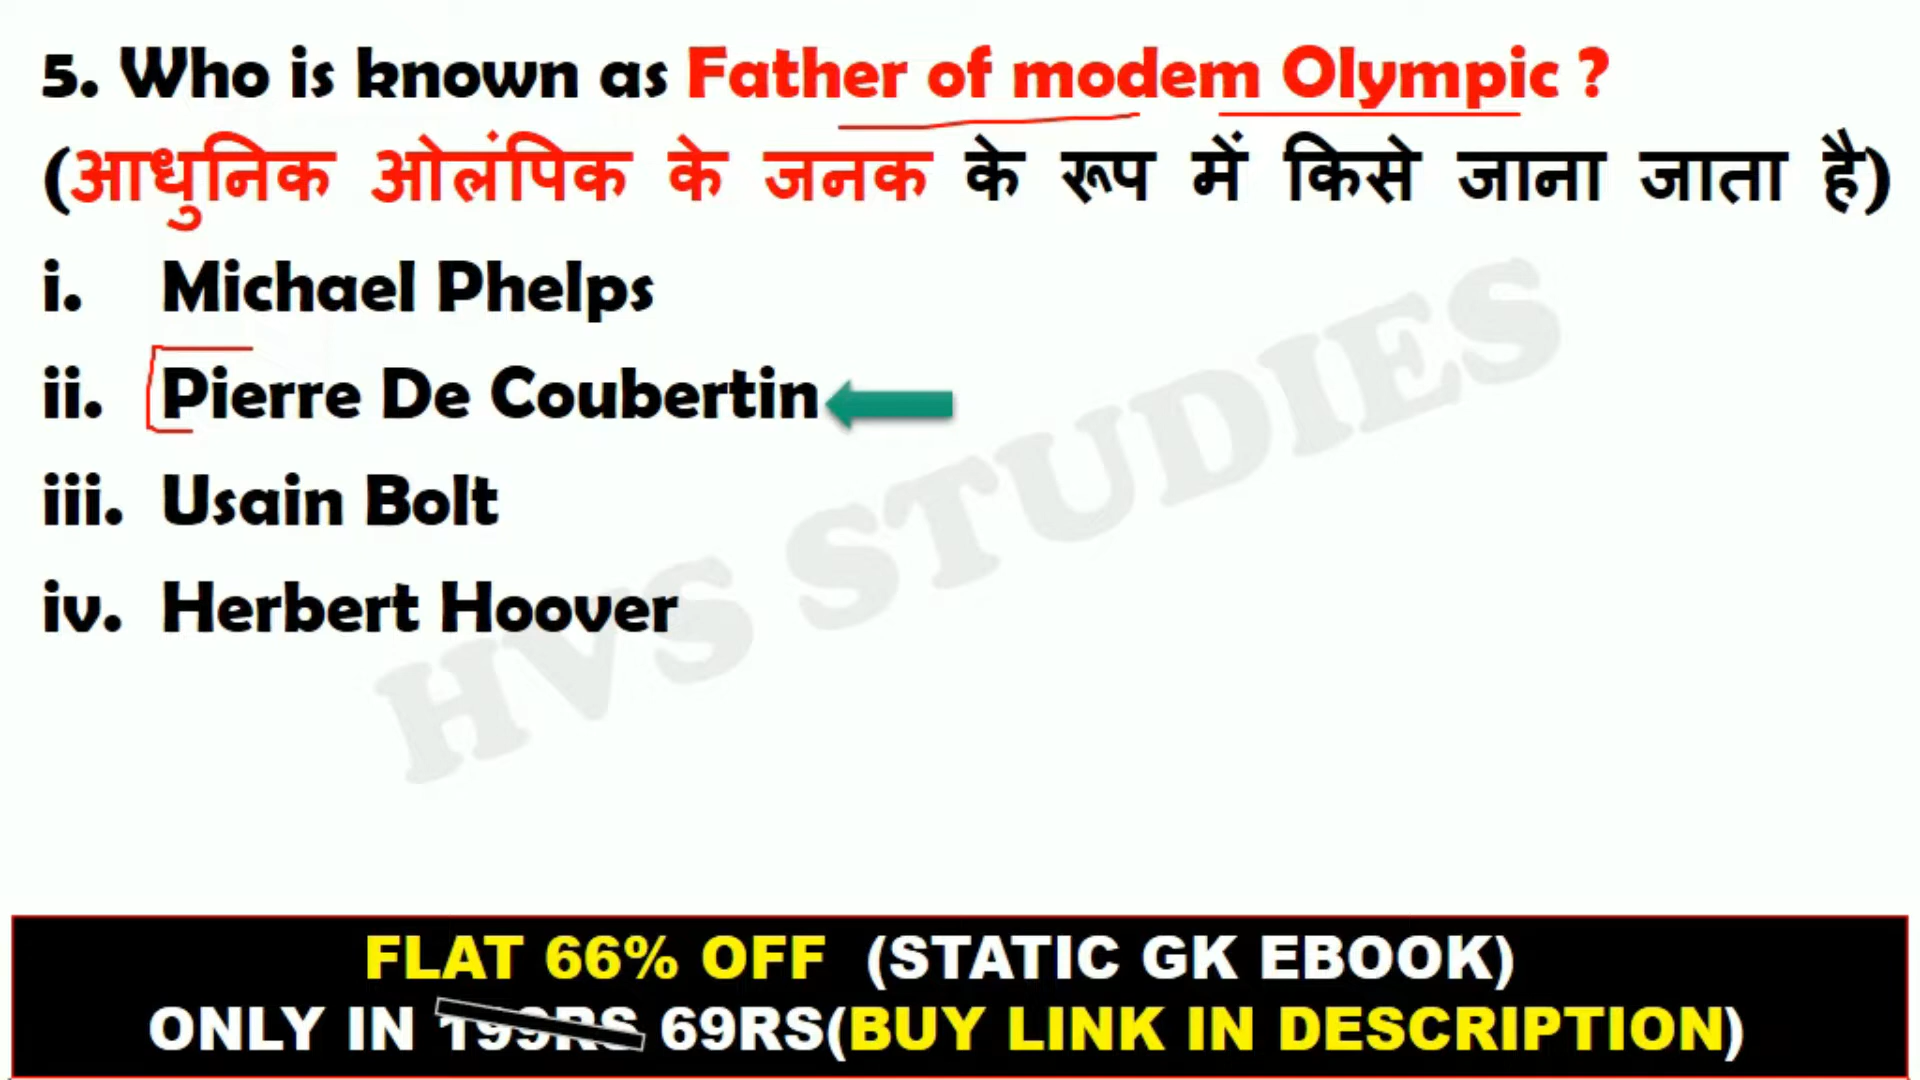 5. Who is known as Father of modem Olympic ?
(आधुनिक ओलंपिक के जनक के रूप में किसे जाना जाता है)
i. Michael Phelps
ii. Pierre De Coubertin
iii. Usain Bolt
iv. Herbert Hoover
HVS STUDIES
FLAT 66% OFF (STATIC GK EBOOK)
ONLY IN 199RS 69RS(BUY LINK IN DESCRIPTION)